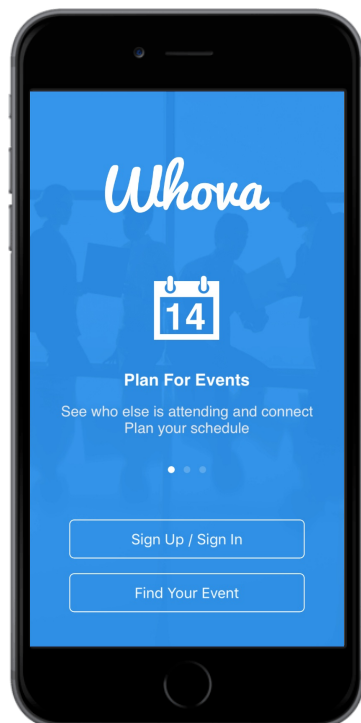 Whova
14
Plan For Events
See who else is attending and connect
Plan your schedule
Sign Up / Sign In
Find Your Event